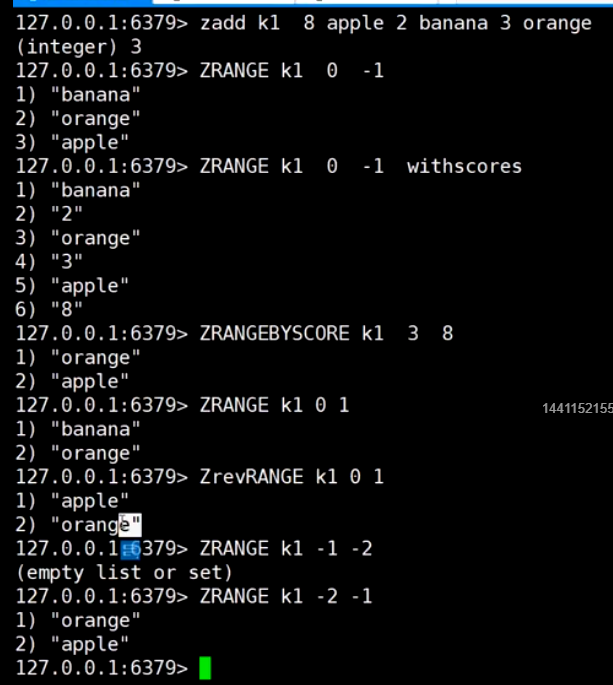 127.0.0.1:6379> zadd k1  8 apple 2 banana 3 orange
(integer) 3
127.0.0.1:6379> ZRANGE k1  0  -1
1) "banana"
2) "orange"
3) "apple"
127.0.0.1:6379> ZRANGE k1  0  -1  withscores
1) "banana"
2) "2"
3) "orange"
4) "3"
5) "apple"
6) "8"
127.0.0.1:6379> ZRANGEBYSCORE k1  3  8
1) "orange"
2) "apple"
127.0.0.1:6379> ZRANGE k1 0 1
1441152155
1) "banana"
2) "orange"
127.0.0.1:6379> ZrevRANGE k1 0 1
1) "apple"
2) "orange"
127.0.0.1:6379> ZRANGE k1 -1 -2
(empty list or set)
127.0.0.1:6379> ZRANGE k1 -2 -1
1) "orange"
2) "apple"
127.0.0.1:6379>